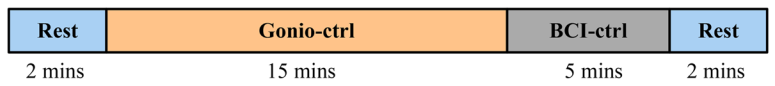 Rest Gonio-ctrl BCI-ctrl Rest
2 mins 15 mins 5 mins 2 mins